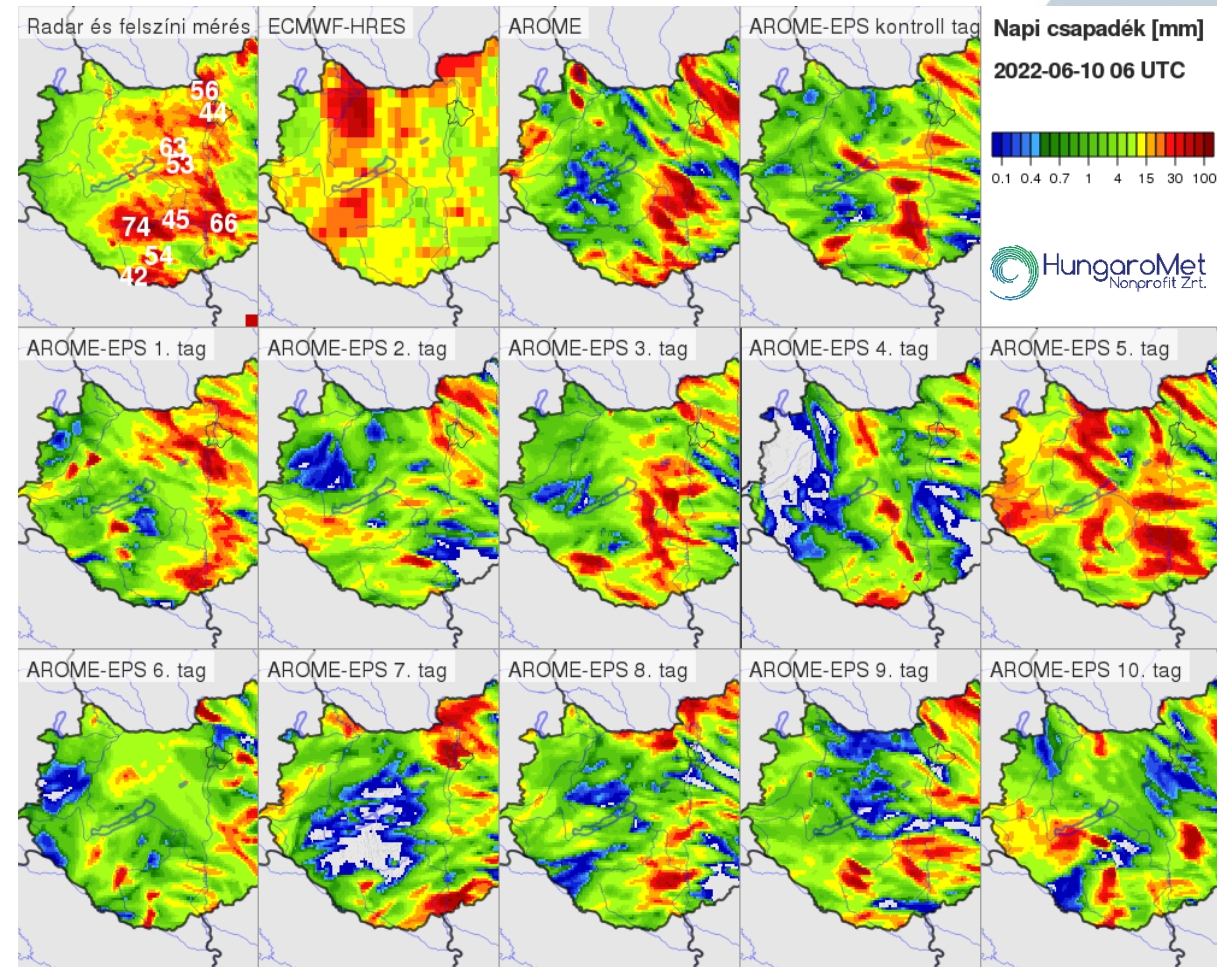 Radar és felszíni mérés
ECMWF-HRES
AROME
AROME-EPS kontroll tag
Napi csapadék [mm]
2022-06-10 06 UTC
0.1 0.4 0.7 1 4 15 30 100
HungaroMet
Nonprofit Zrt.
56
44
63
53
74 45 66
54
42
AROME-EPS 1. tag
AROME-EPS 2. tag
AROME-EPS 3. tag
AROME-EPS 4. tag
AROME-EPS 5. tag
AROME-EPS 6. tag
AROME-EPS 7. tag
AROME-EPS 8. tag
AROME-EPS 9. tag
AROME-EPS 10. tag